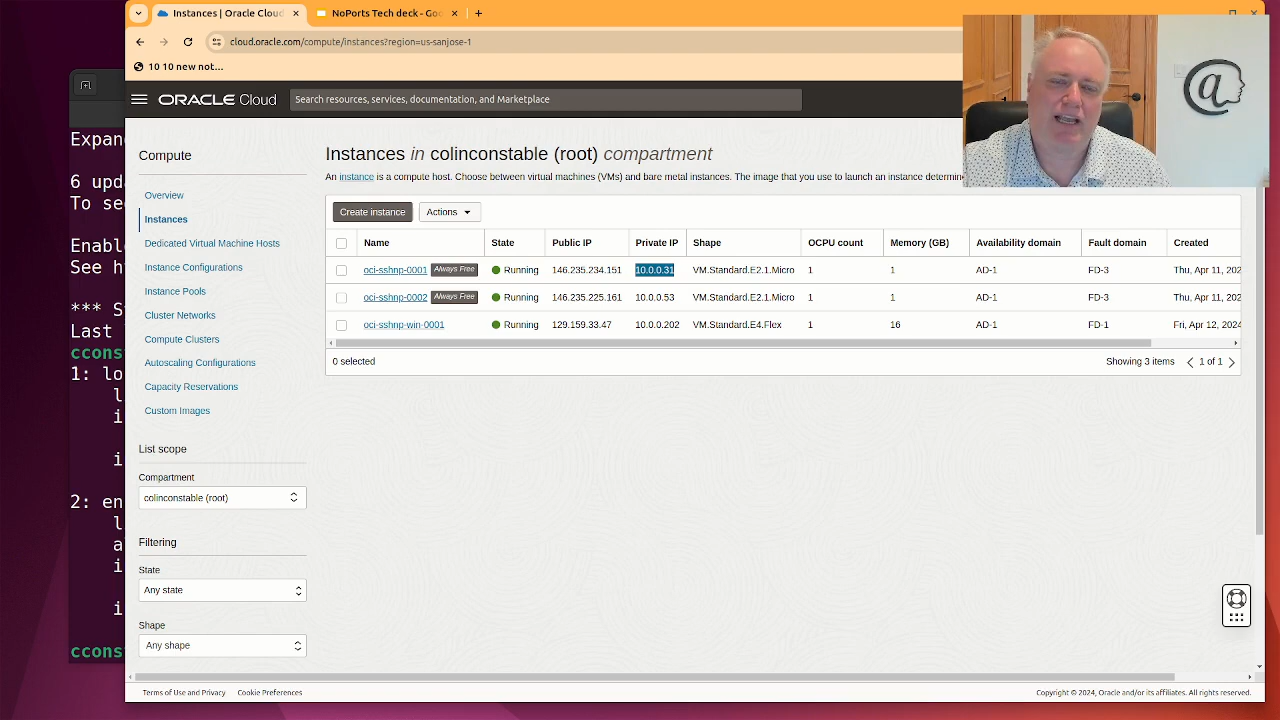 Instances | Oracle Cloud
NoPorts Tech deck - Goo
cloud.oracle.com/compute/instances?region=us-sanjose-1
10 10 new not...
ORACLE Cloud
Search resources, services, documentation, and Marketplace
Compute
Overview
Instances
Dedicated Virtual Machine Hosts
Instance Configurations
Instance Pools
Cluster Networks
Compute Clusters
Autoscaling Configurations
Capacity Reservations
Custom Images
List scope
Compartment
colinconstable (root)
Filtering
State
Any state
Shape
Any shape
Instances in colinconstable (root) compartment
An instance is a compute host. Choose between virtual machines (VMs) and bare metal instances. The image that you use to launch an instance determin
Create instance Actions
Name State Public IP Private IP Shape OCPU count Memory (GB) Availability domain Fault domain Created
oci-sshnp-0001 Always Free Running 146.235.234.151 10.0.0.31 VM.Standard.E2.1.Micro 1 1 AD-1 FD-3 Thu, Apr 11, 202
oci-sshnp-0002 Always Free Running 146.235.225.161 10.0.0.53 VM.Standard.E2.1.Micro 1 1 AD-1 FD-3 Thu, Apr 11, 202
oci-sshnp-win-0001 Running 129.159.33.47 10.0.0.202 VM.Standard.E4.Flex 1 16 AD-1 FD-1 Fri, Apr 12, 2024
0 selected
Showing 3 items 1 of 1
Terms of Use and Privacy Cookie Preferences
Copyright © 2024, Oracle and/or its affiliates. All rights reserved.
Expan
6 upd
To se
Enabl
See h
*** S
Last
ccons
1: lo
l
i
i
2: en
l
a
i
i
ccons